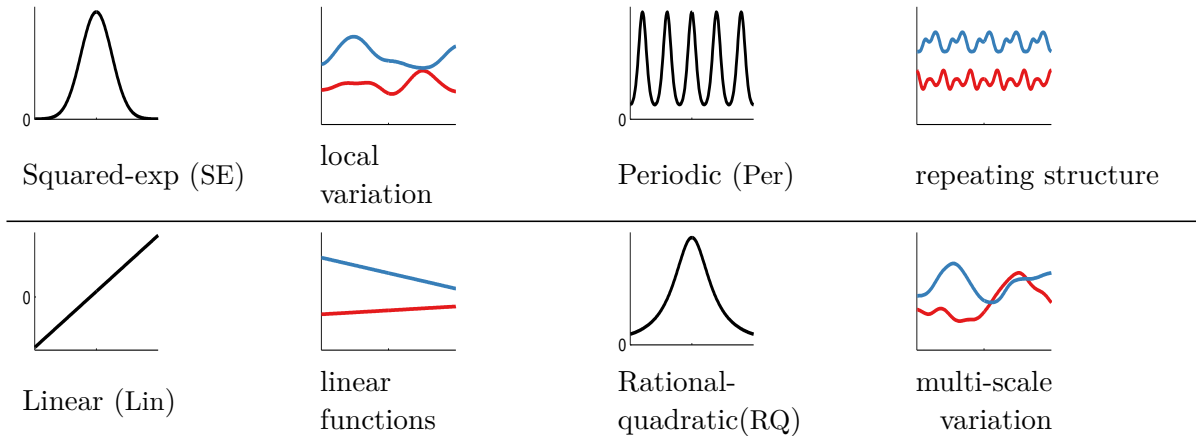 0
Squared-exp (SE)
local
variation
0
Periodic (Per)
repeating structure
0
Linear (Lin)
linear
functions
0
Rational-
quadratic(RQ)
multi-scale
variation